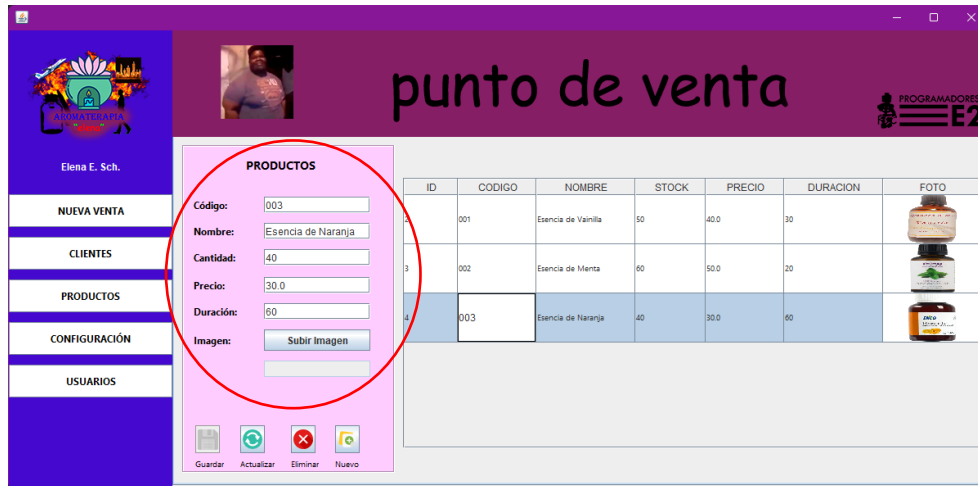 punto de venta
PROGRAMADORES
E2
AROMATERAPIA
Elena E. Sch.
NUEVA VENTA
CLIENTES
PRODUCTOS
CONFIGURACIÓN
USUARIOS
PRODUCTOS
Código: 003
Nombre: Esencia de Naranja
Cantidad: 40
Precio: 30.0
Duración: 60
Imagen: Subir Imagen
Guardar Actualizar Eliminar Nuevo
ID CODIGO NOMBRE STOCK PRECIO DURACION FOTO
2 001 Esencia de Vainilla 50 40.0 30
3 002 Esencia de Menta 60 50.0 20
4 003 Esencia de Naranja 40 30.0 60